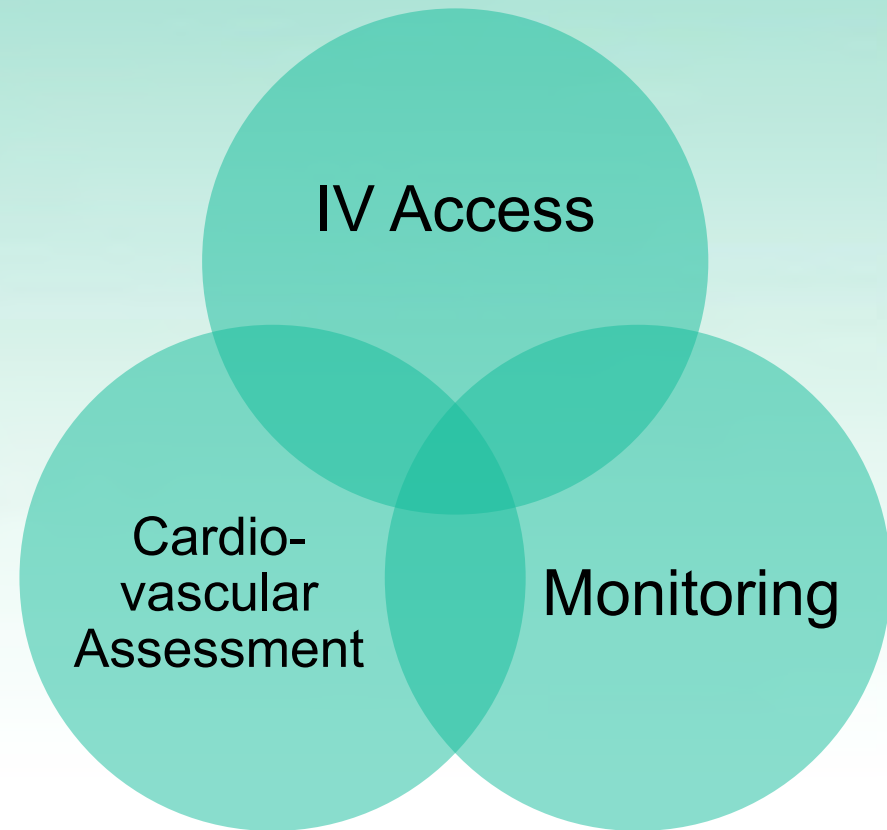 IV Access
Cardio-
vascular
Assessment
Monitoring